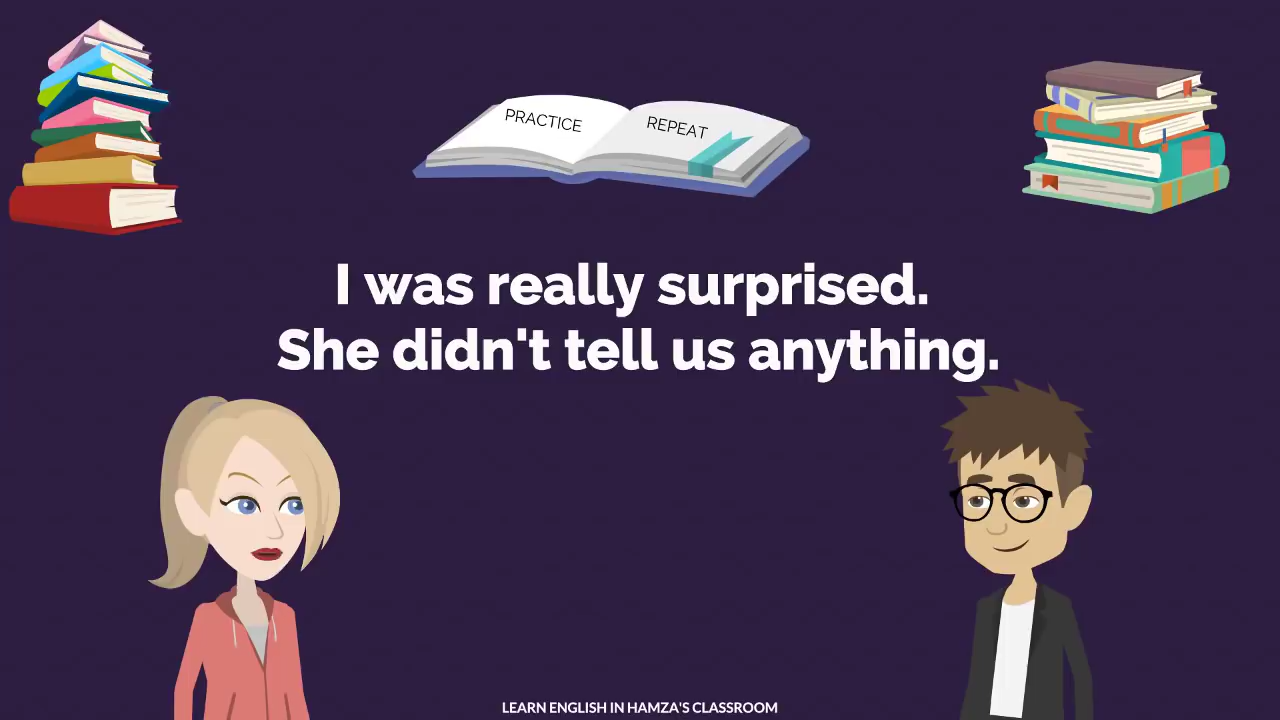 PRACTICE
REPEAT
I was really surprised.
She didn't tell us anything.
LEARN ENGLISH IN HAMZA'S CLASSROOM